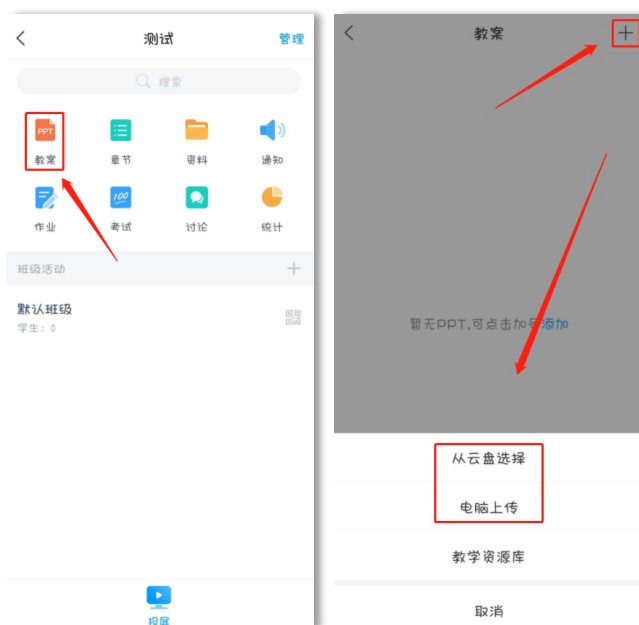 测试
管理
搜索
PPT
教案
章节
资料
通知
100
作业
考试
讨论
统计
班级活动
默认班级
学生：0
投屏
教案
暂无PPT,可点击加号添加
从云盘选择
电脑上传
教学资源库
取消